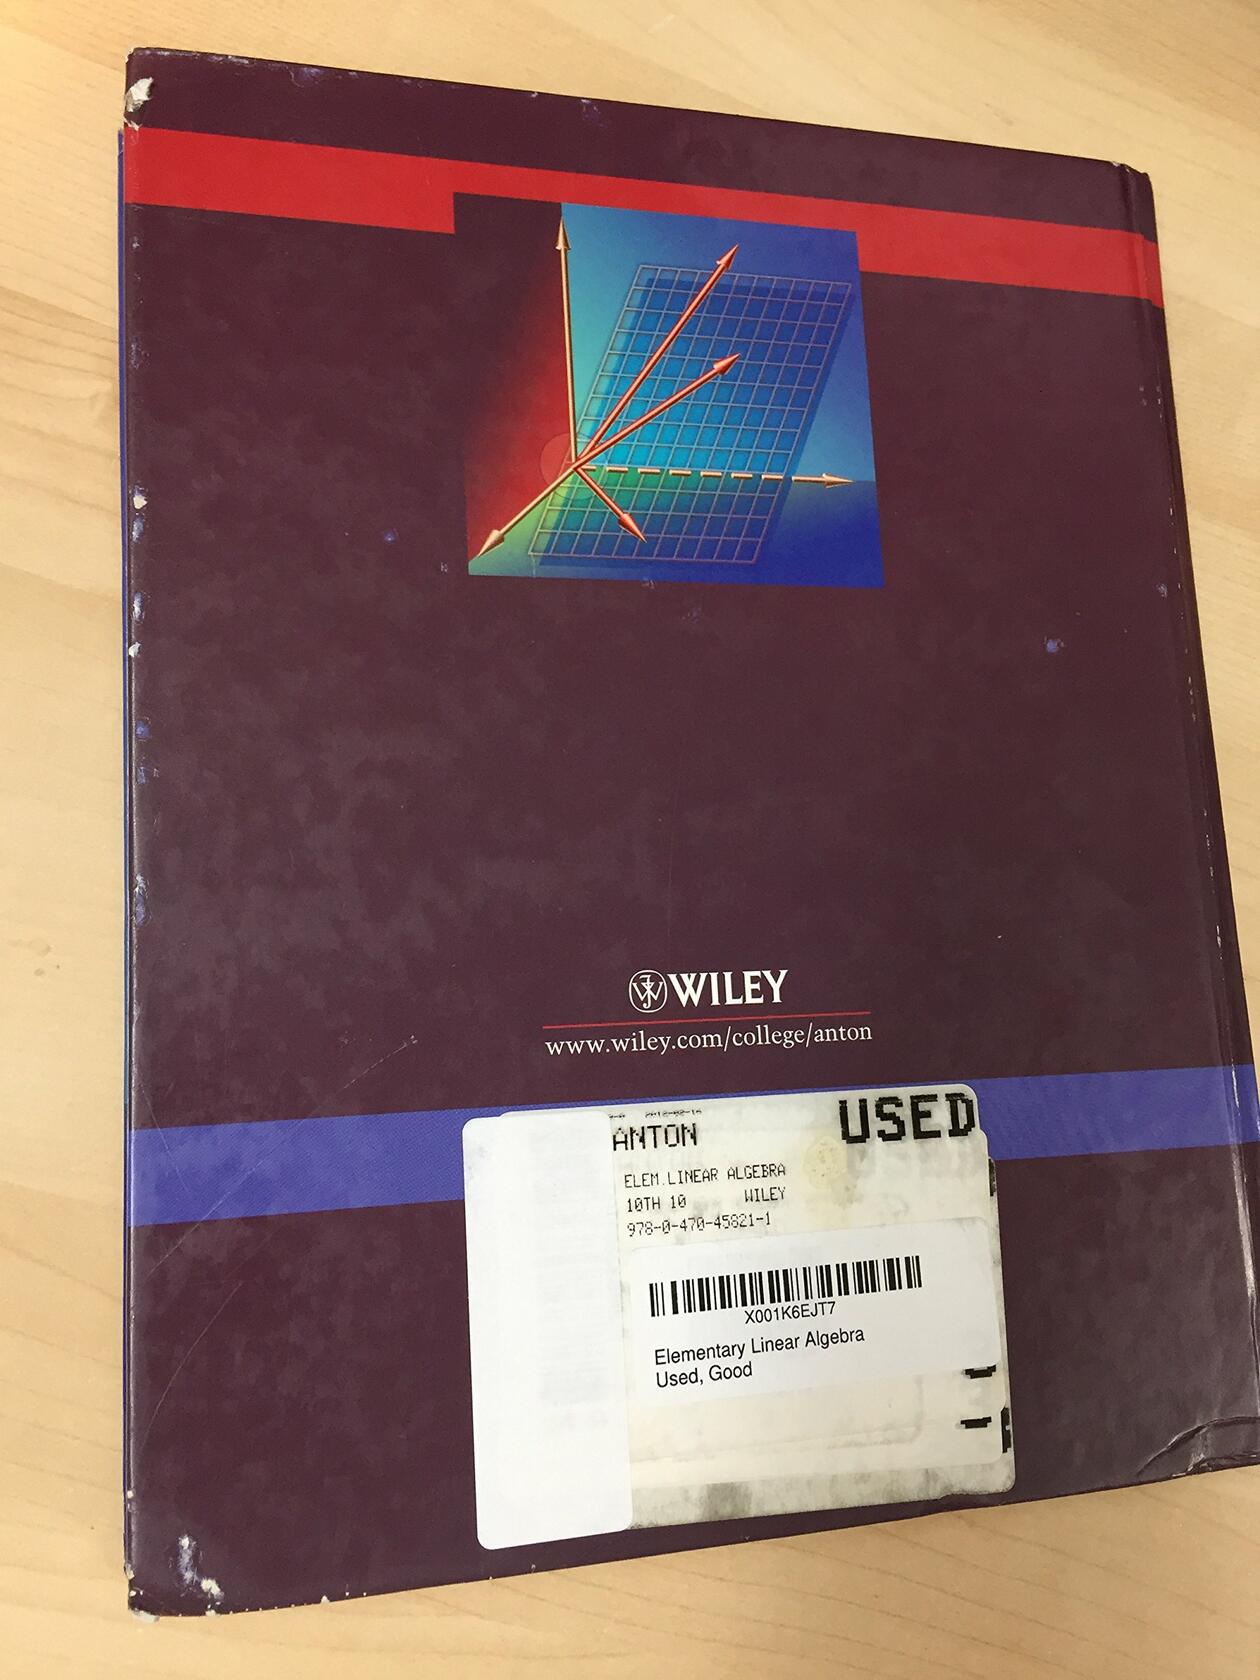 WILEY
www.wiley.com/college/anton
ANTON
USED
ELEM.LINEAR ALGEBRA
10TH 10 WILEY
978-0-470-45821-1
X001K6EJT7
Elementary Linear Algebra
Used, Good